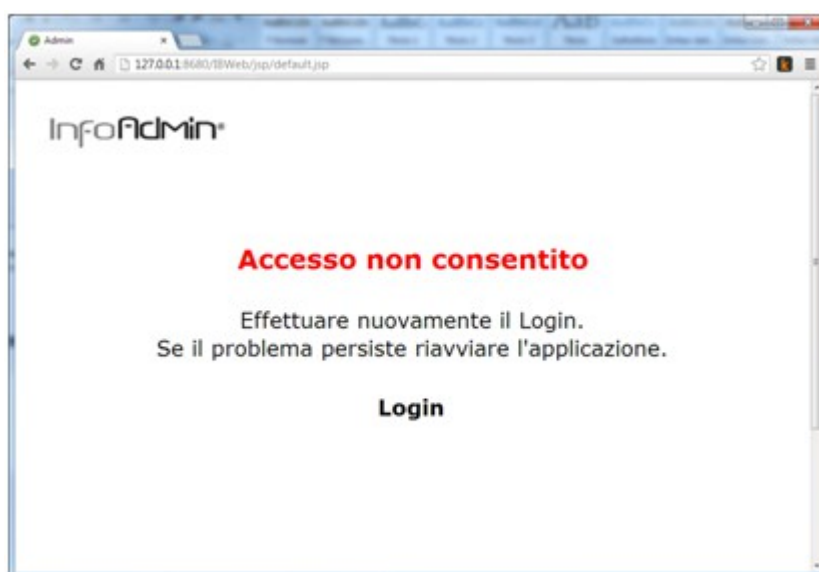 Admin
127.0.0.1:8680/IBWeb/jsp/default.jsp
InfoAdmin
Accesso non consentito
Effettuare nuovamente il Login.
Se il problema persiste riavviare l'applicazione.
Login